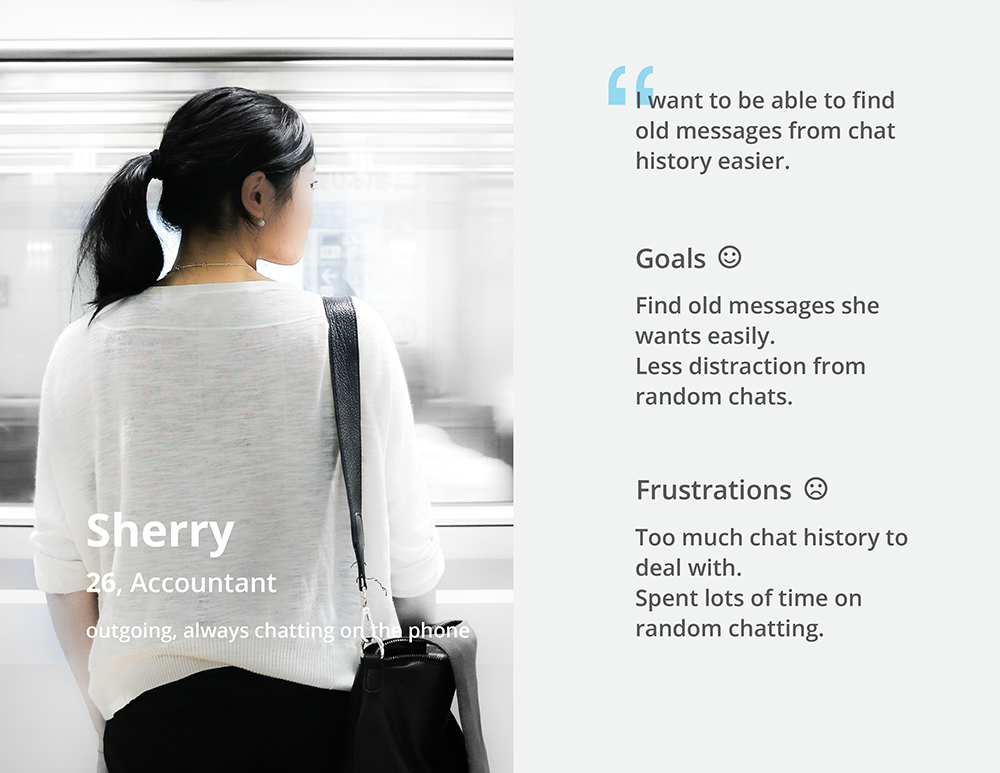 Sherry
26, Accountant
outgoing, always chatting on the phone
“
I want to be able to find
old messages from chat
history easier.
Goals
Find old messages she
wants easily.
Less distraction from
random chats.
Frustrations
Too much chat history to
deal with.
Spent lots of time on
random chatting.